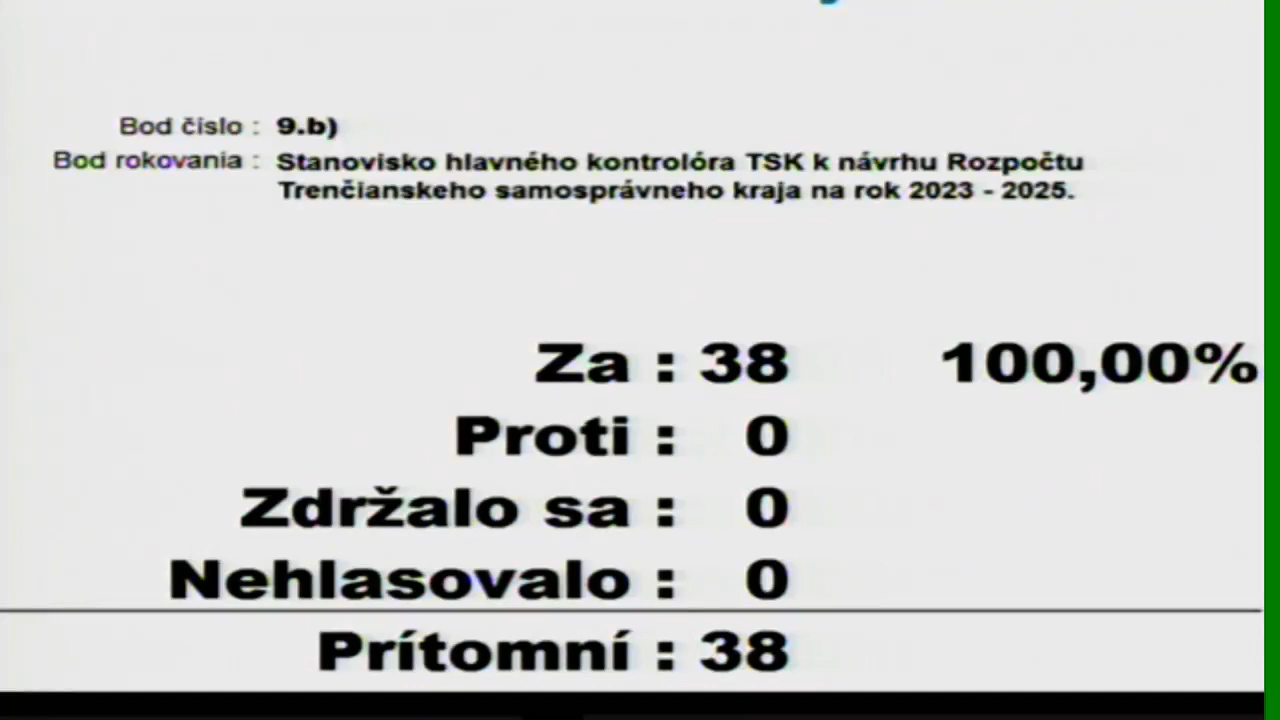 Bod číslo : 9.b)
Bod rokovania : Stanovisko hlavného kontrolóra TSK k návrhu Rozpočtu
Trenčianskeho samosprávneho kraja na rok 2023 - 2025.
Za : 38 100,00%
Proti : 0
Zdržalo sa : 0
Nehlasovalo : 0
Prítomní : 38